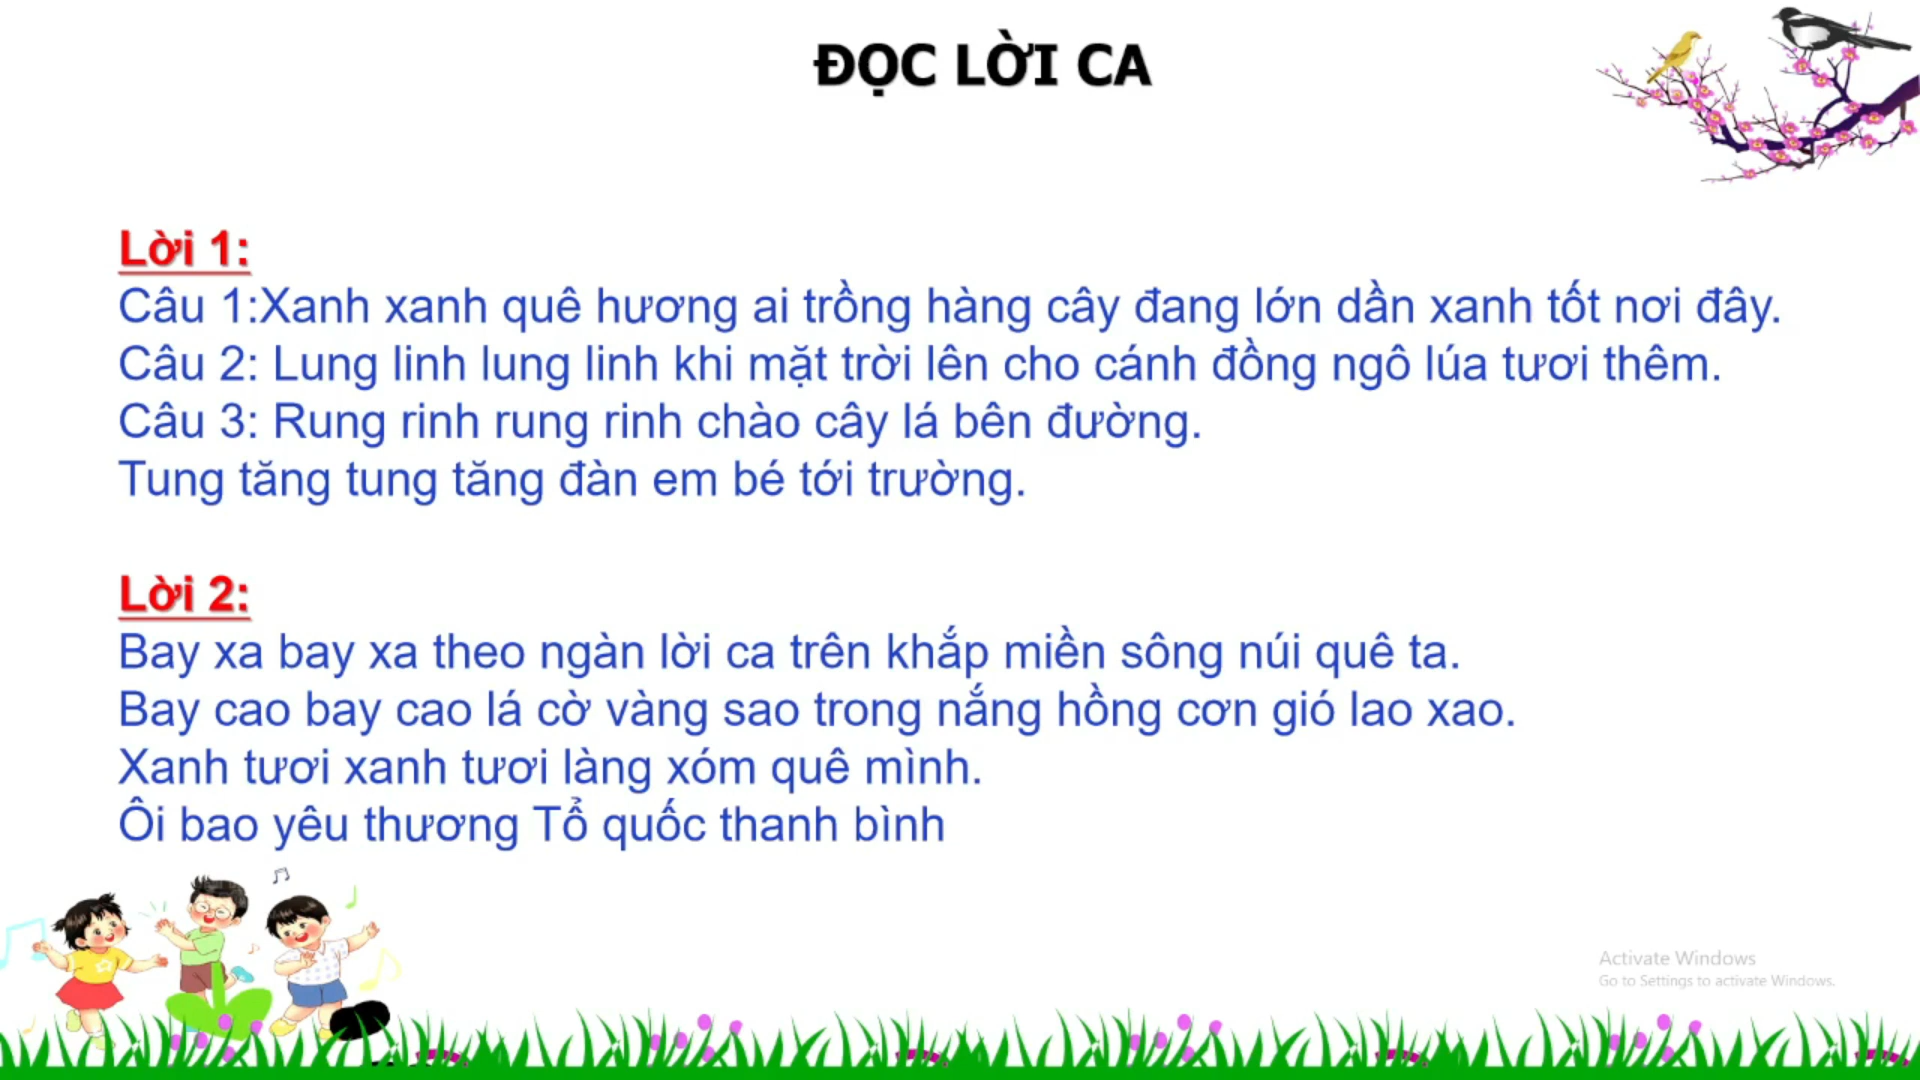 ĐỌC LỜI CA
Lời 1:
Câu 1:Xanh xanh quê hương ai trồng hàng cây đang lớn dần xanh tốt nơi đây.
Câu 2: Lung linh lung linh khi mặt trời lên cho cánh đồng ngô lúa tươi thêm.
Câu 3: Rung rinh rung rinh chào cây lá bên đường.
Tung tăng tung tăng đàn em bé tới trường.
Lời 2:
Bay xa bay xa theo ngàn lời ca trên khắp miền sông núi quê ta.
Bay cao bay cao lá cờ vàng sao trong nắng hồng cơn gió lao xao.
Xanh tươi xanh tươi làng xóm quê mình.
Ôi bao yêu thương Tổ quốc thanh bình
Activate Windows
Go to Settings to activate Windows.